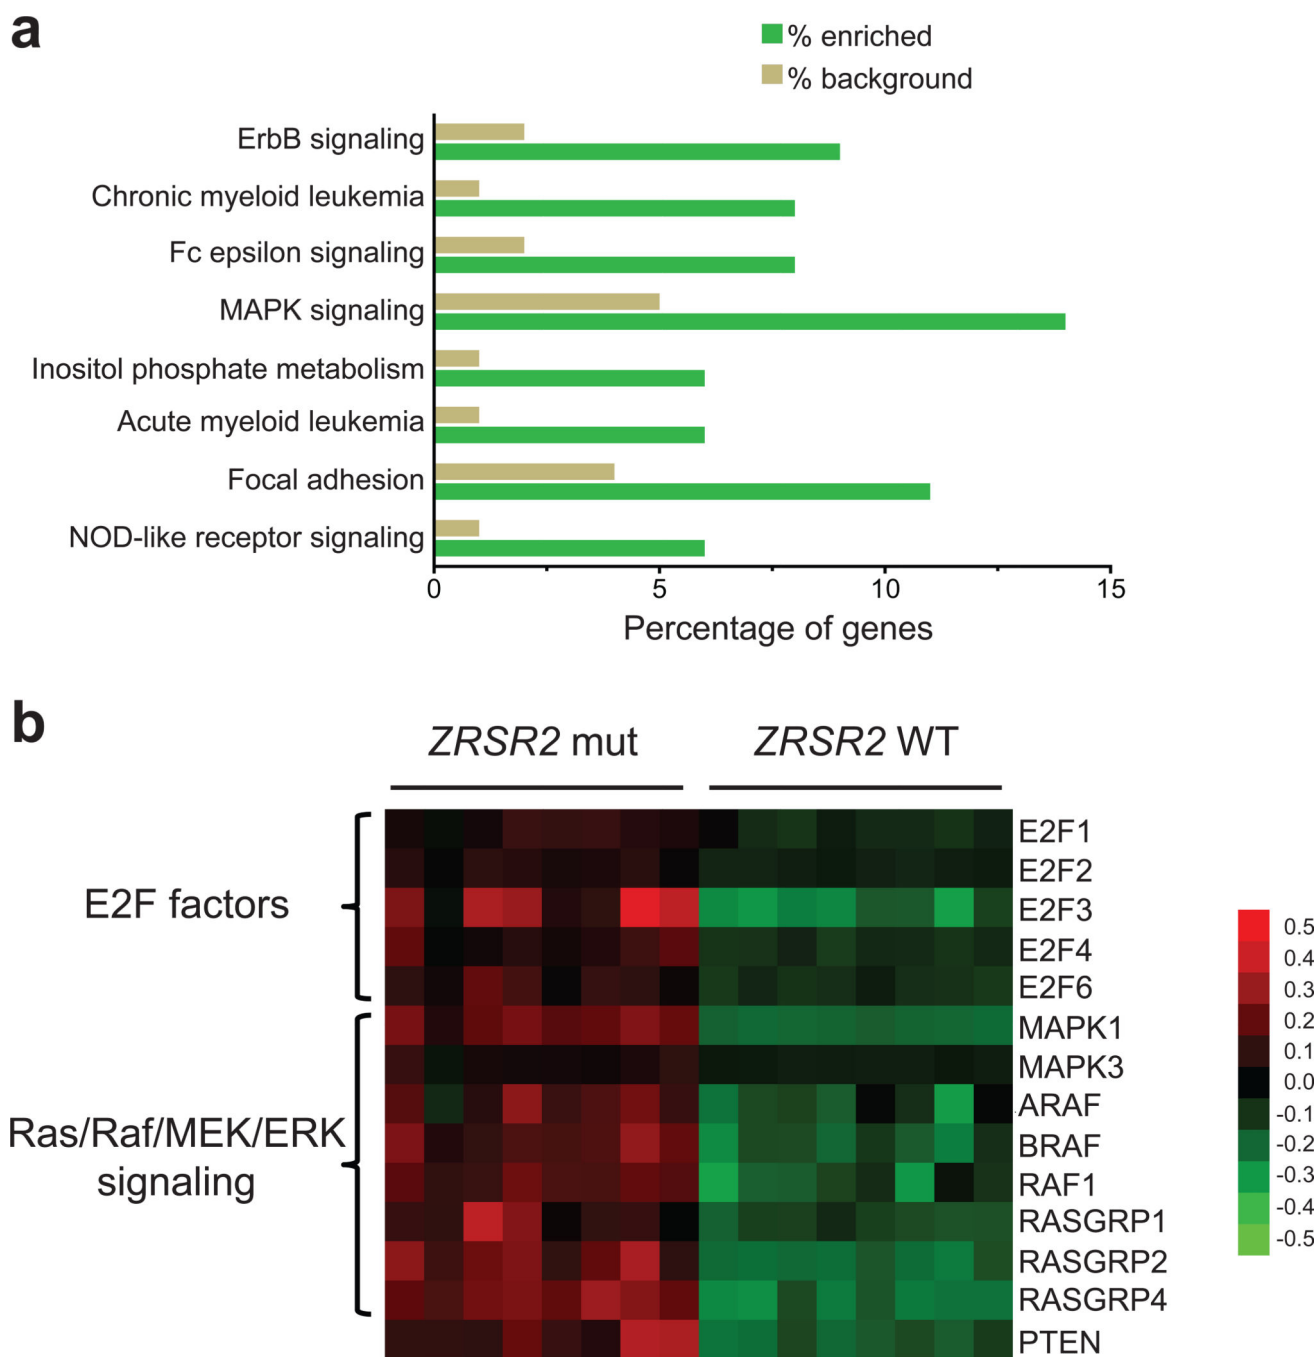 a
% enriched
% background
ErbB signaling
Chronic myeloid leukemia
Fc epsilon signaling
MAPK signaling
Inositol phosphate metabolism
Acute myeloid leukemia
Focal adhesion
NOD-like receptor signaling
0 5 10 15
Percentage of genes
b
ZRSR2 mut ZRSR2 WT
E2F factors
Ras/Raf/MEK/ERK
signaling
E2F1
E2F2
E2F3
E2F4
E2F6
MAPK1
MAPK3
ARAF
BRAF
RAF1
RASGRP1
RASGRP2
RASGRP4
PTEN
0.5
0.4
0.3
0.2
0.1
0.0
-0.1
-0.2
-0.3
-0.4
-0.5